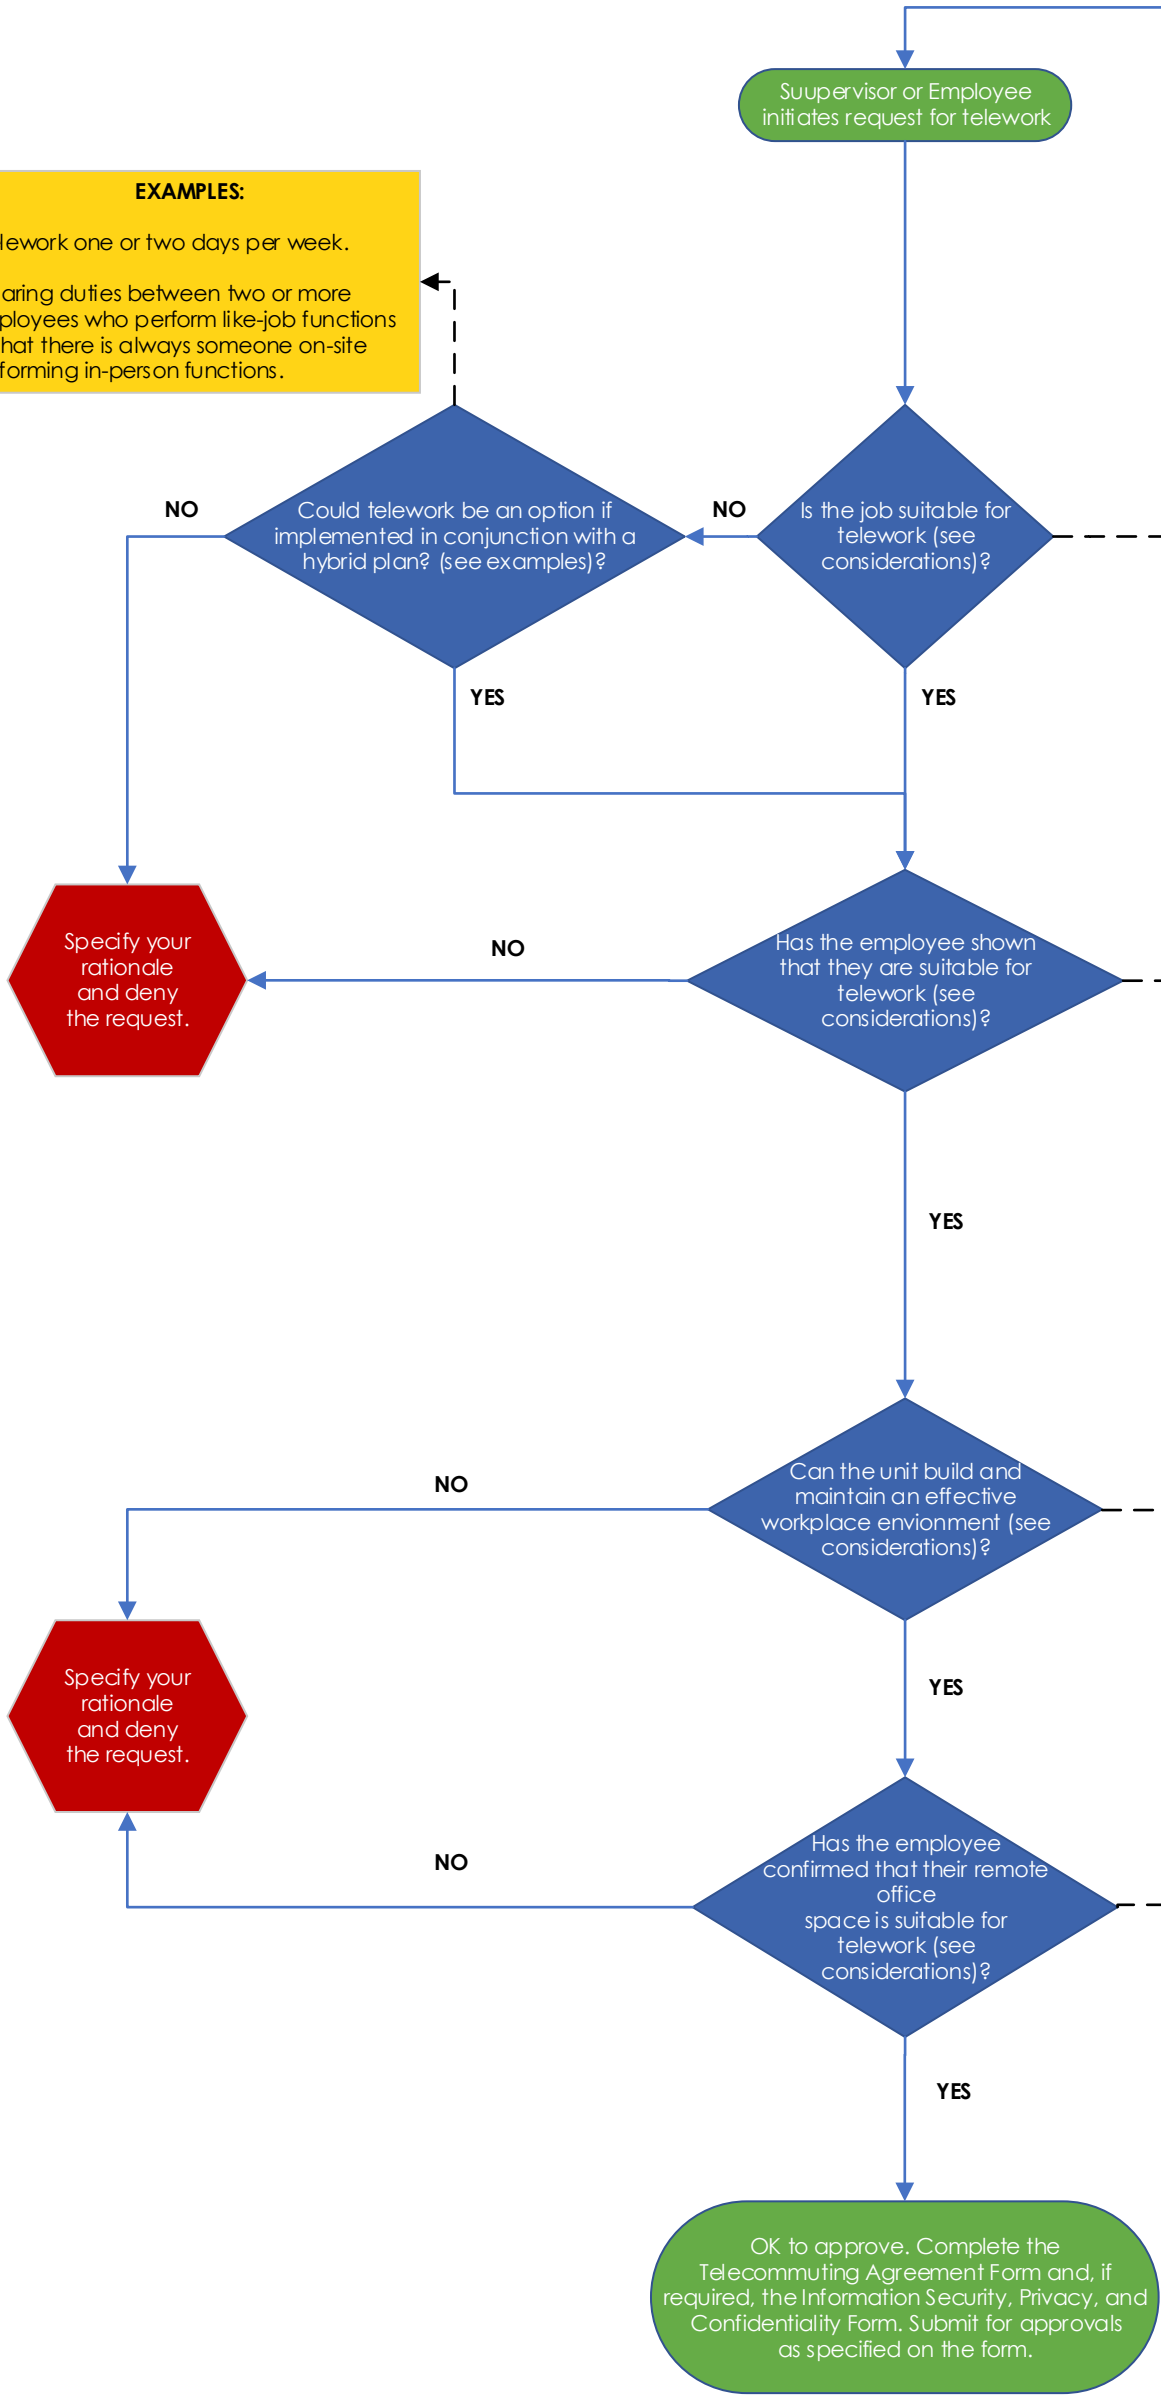 Suupervisor or Employee
initiates request for telework
EXAMPLES:
one or two days per week.
duties between two or more
who perform like-job functions
there is always someone on-site
in-person functions.
NO
Could telework be an option if
implemented in conjunction with a
hybrid plan? (see examples)?
NO
Is the job suitable for
telework (see
considerations)?
YES
YES
Specify your
rationale
and deny
the request.
NO
Has the employee shown
that they are suitable for
telework (see
considerations)?
YES
NO
Can the unit build and
maintain an effective
workplace envionment (see
considerations)?
Specify your
rationale
and deny
the request.
YES
NO
Has the employee
confirmed that their remote
office
space is suitable for
telework (see
considerations)?
YES
OK to approve. Complete the
Telecommuting Agreement Form and, if
required, the Information Security, Privacy, and
Confidentiality Form. Submit for approvals
as specified on the form.